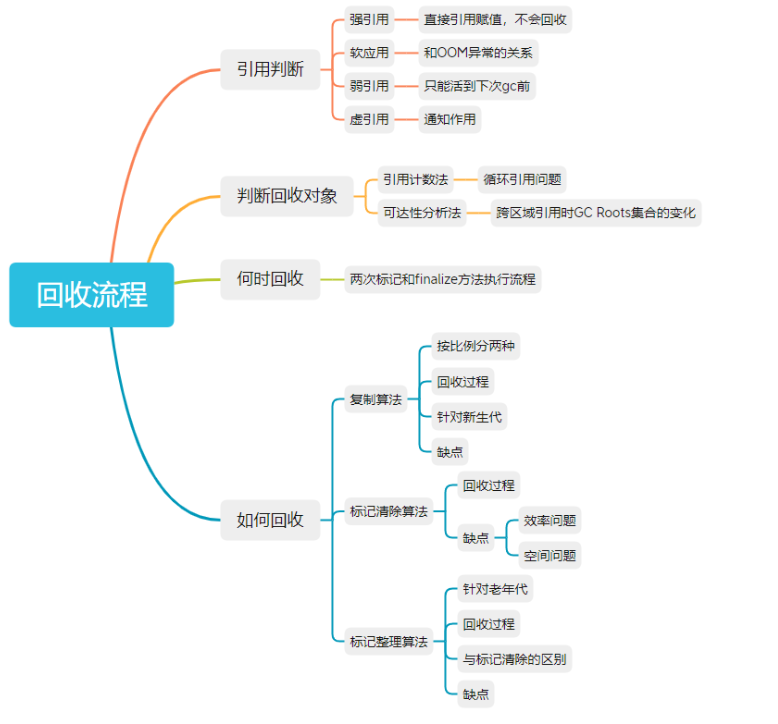 回收流程
引用判断
强引用
直接引用赋值，不会回收
软应用
和OOM异常的关系
弱引用
只能活到下次gc前
虚引用
通知作用
判断回收对象
引用计数法
循环引用问题
可达性分析法
跨区域引用时GC Roots集合的变化
何时回收
两次标记和finalize方法执行流程
如何回收
复制算法
按比例分两种
回收过程
针对新生代
缺点
标记清除算法
回收过程
缺点
效率问题
空间问题
标记整理算法
针对老年代
回收过程
与标记清除的区别
缺点